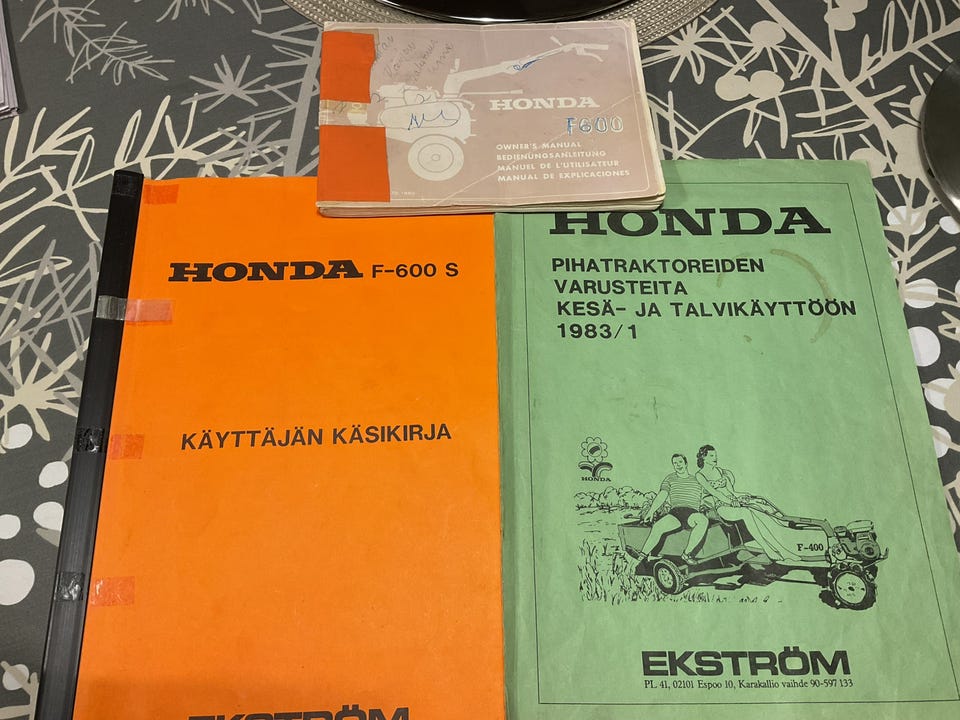 HONDA
F600
OWNER'S MANUAL
BEDIENUNGSANLEITUNG
MANUEL DE L'UTILISATEUR
MANUAL DE EXPLICACIONES
HONDA F-600 S
KÄYTTÄJÄN KÄSIKIRJA
EKSTRÖM
HONDA
PIHATRAKTOREIDEN
VARUSTEITA
KESÄ- JA TALVIKÄYTTÖÖN
1983/1
HONDA
F-400
EKSTRÖM
PL 41, 02101 Espoo 10, Karakallio vaihde 90-597 133